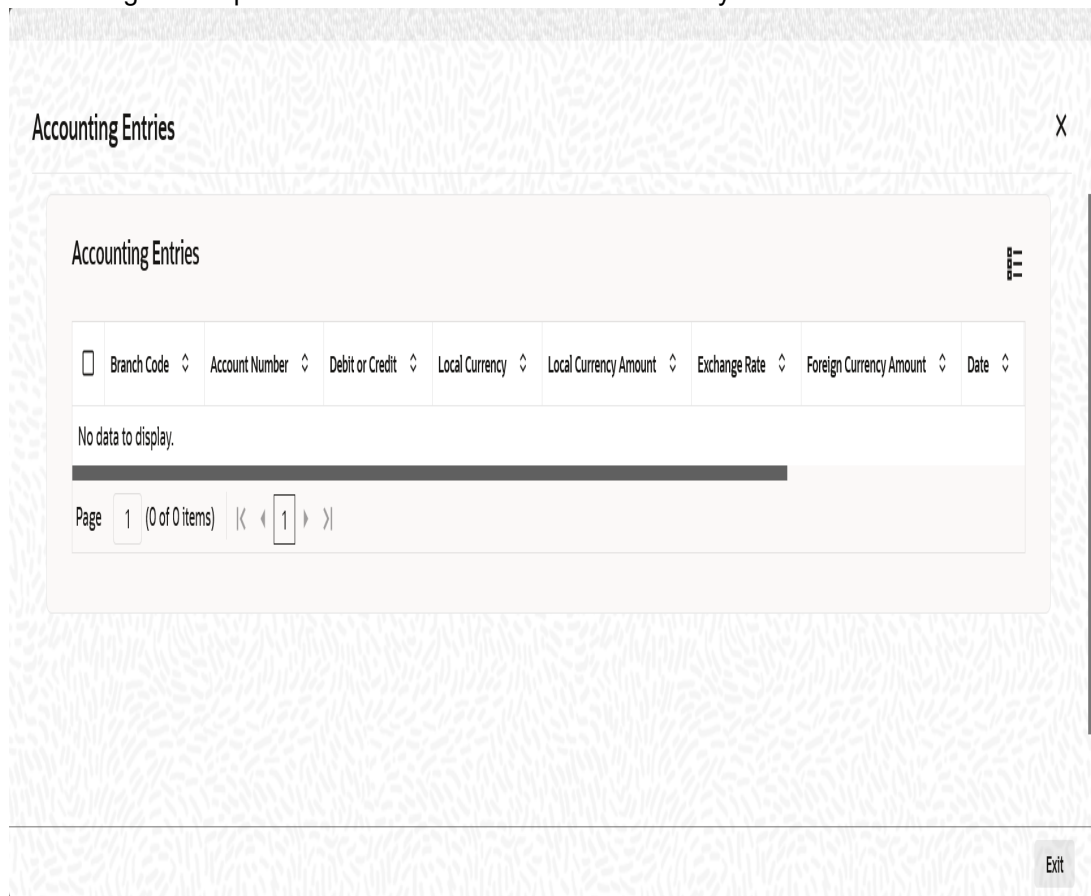 Accounting Entries X
Accounting Entries
Branch Code Account Number Debit or Credit Local Currency Local Currency Amount Exchange Rate Foreign Currency Amount Date
No data to display.
Page 1 (0 of 0 items) 1
Exit